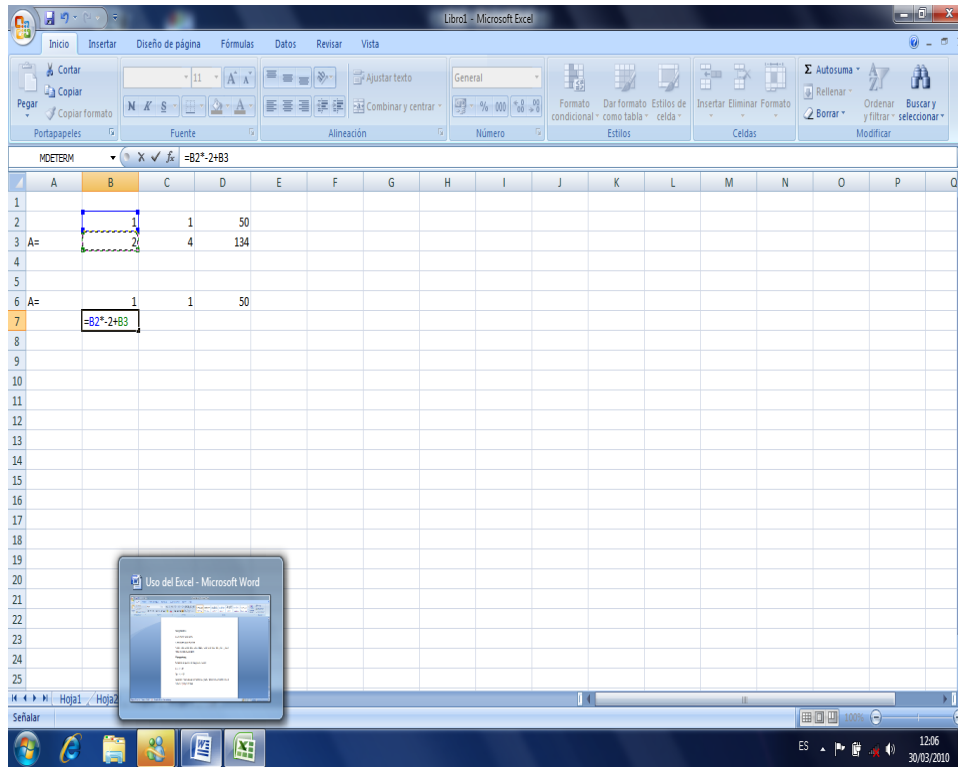 Libro1 - Microsoft Excel
Inicio Insertar Diseño de página Fórmulas Datos Revisar Vista
Pegar
Cortar
Copiar
Copiar formato
Portapapeles
11 A A
N K S A
Fuente
Ajustar texto
Combinar y centrar
Alineación
General
% 000
Número
Formato condicional
Dar formato como tabla
Estilos de celda
Estilos
Insertar Eliminar Formato
Celdas
Σ Autosuma
Rellenar
Borrar
Ordenar y filtrar
Buscar y seleccionar
Modificar
MDETERM fx =B2*-2+B3
A B C D E F G H I J K L M N O P Q
1
2 1 1 50
3 A= 2 4 134
4
5
6 A= 1 1 50
7 =B2*-2+B3
8
9
10
11
12
13
14
15
16
17
18
19
20
21
22
23
24
25
Uso del Excel - Microsoft Word
Hoja1 Hoja2
Señalar
100%
ES
12:06
30/03/2010